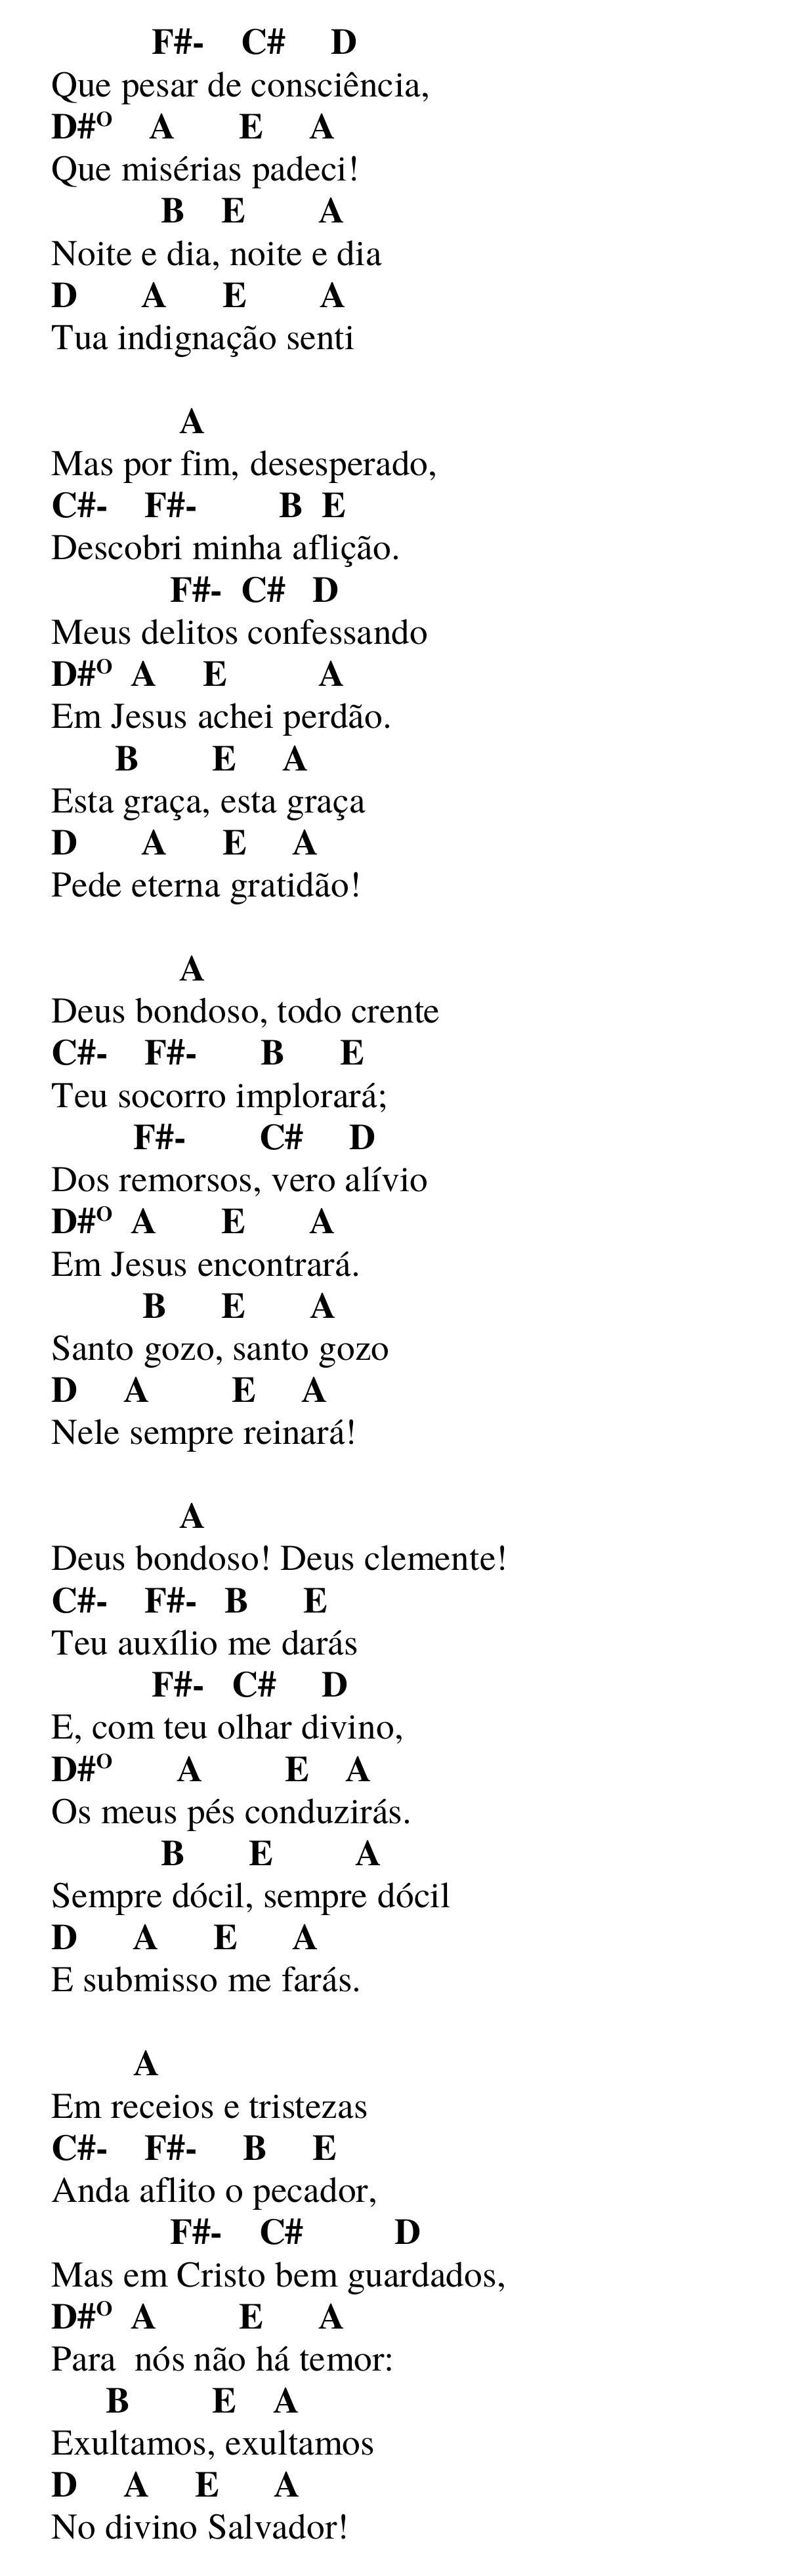 F#-    C#     D
Que pesar de consciência,
D#º    A       E     A
Que misérias padeci!
B    E        A
Noite e dia, noite e dia
D       A      E        A
Tua indignação senti
A
Mas por fim, desesperado,
C#-    F#-         B  E
Descobri minha aflição.
F#-  C#   D
Meus delitos confessando
D#º  A     E          A
Em Jesus achei perdão.
B        E     A
Esta graça, esta graça
D       A      E     A
Pede eterna gratidão!
A
Deus bondoso, todo crente
C#-    F#-       B      E
Teu socorro implorará;
F#-        C#     D
Dos remorsos, vero alívio
D#º  A       E       A
Em Jesus encontrará.
B      E       A
Santo gozo, santo gozo
D     A         E     A
Nele sempre reinará!
A
Deus bondoso! Deus clemente!
C#-    F#-   B      E
Teu auxílio me darás
F#-   C#     D
E, com teu olhar divino,
D#º       A         E    A
Os meus pés conduzirás.
B       E         A
Sempre dócil, sempre dócil
D      A      E      A
E submisso me farás.
A
Em receios e tristezas
C#-    F#-     B     E
Anda aflito o pecador,
F#-    C#          D
Mas em Cristo bem guardados,
D#º  A         E      A
Para  nós não há temor:
B         E    A
Exultamos, exultamos
D     A     E      A
No divino Salvador!